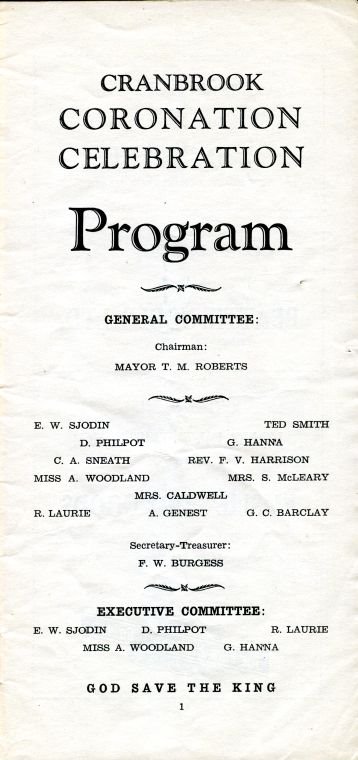 CRANBROOK
CORONATION
CELEBRATION
Program
GENERAL COMMITTEE:
Chairman:
MAYOR T. M. ROBERTS
E. W. SJODIN TED SMITH
D. PHILPOT G. HANNA
C. A. SNEATH REV. F. V. HARRISON
MISS A. WOODLAND MRS. S. McLEARY
MRS. CALDWELL
R. LAURIE A. GENEST G. C. BARCLAY
Secretary-Treasurer:
F. W. BURGESS
EXECUTIVE COMMITTEE:
E. W. SJODIN D. PHILPOT R. LAURIE
MISS A. WOODLAND G. HANNA
GOD SAVE THE KING
1